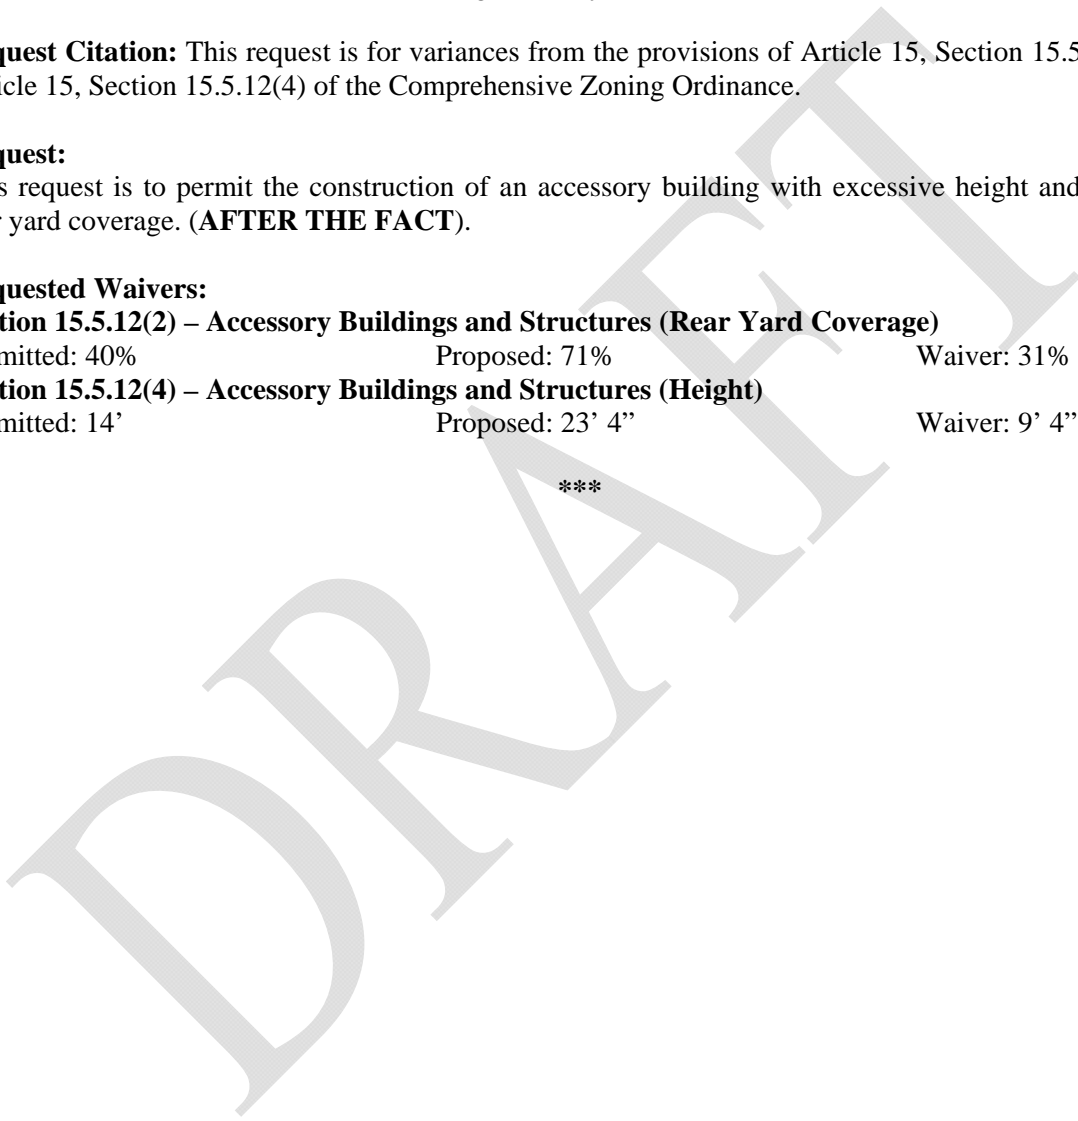 quest Citation: This request is for variances from the provisions of Article 15, Section 15.5
icle 15, Section 15.5.12(4) of the Comprehensive Zoning Ordinance.
quest:
s request is to permit the construction of an accessory building with excessive height and
yard coverage. (AFTER THE FACT).
quested Waivers:
tion 15.5.12(2) – Accessory Buildings and Structures (Rear Yard Coverage)
mitted: 40% Proposed: 71% Waiver: 31%
tion 15.5.12(4) – Accessory Buildings and Structures (Height)
mitted: 14’ Proposed: 23’ 4” Waiver: 9’ 4”
***
DRAFT